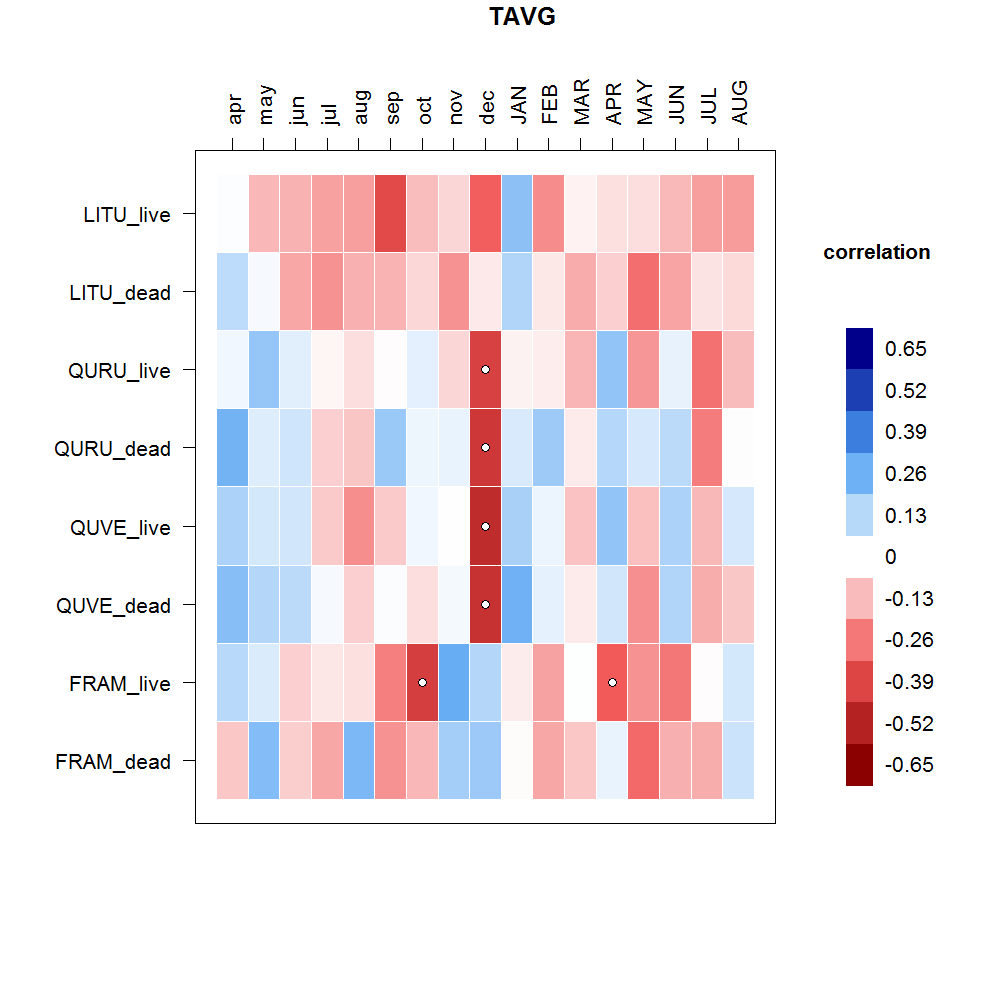 TAVG
apr may jun jul aug sep oct nov dec JAN FEB MAR APR MAY JUN JUL AUG
LITU_live
LITU_dead
QURU_live
QURU_dead
QUVE_live
QUVE_dead
FRAM_live
FRAM_dead
correlation
0.65
0.52
0.39
0.26
0.13
0
-0.13
-0.26
-0.39
-0.52
-0.65